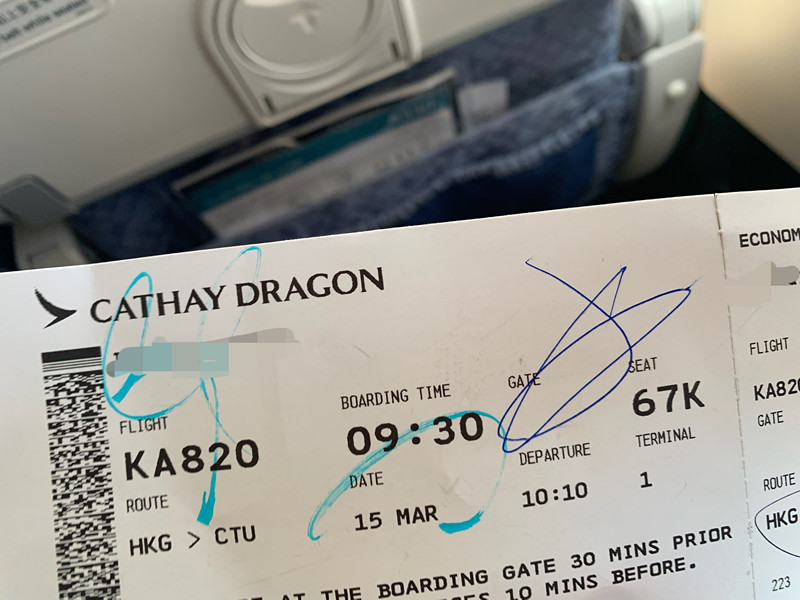 CATHAY DRAGON
FLIGHT
KA820
ROUTE
HKG > CTU
BOARDING TIME
09:30
DATE
15 MAR
GATE
DEPARTURE
10:10
SEAT
67K
TERMINAL
1
AT THE BOARDING GATE 30 MINS PRIOR
10 MINS BEFORE.
ECONOM
FLIGHT
KA820
GATE
ROUTE
HKG
223